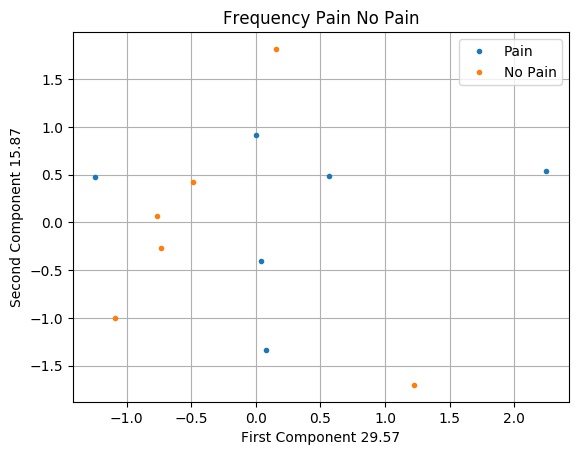 Frequency Pain No Pain
Pain
No Pain
1.5
1.0
0.5
0.0
−0.5
−1.0
−1.5
Second Component 15.87
−1.0
−0.5
0.0
0.5
1.0
1.5
2.0
First Component 29.57